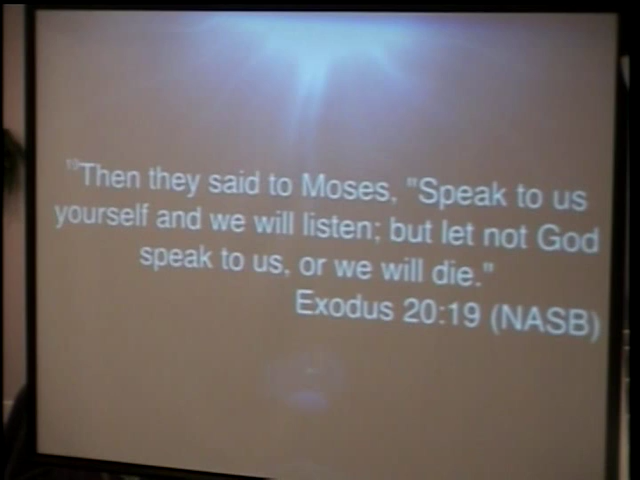 ¹⁹Then they said to Moses, "Speak to us
yourself and we will listen; but let not God
speak to us, or we will die."
Exodus 20:19 (NASB)